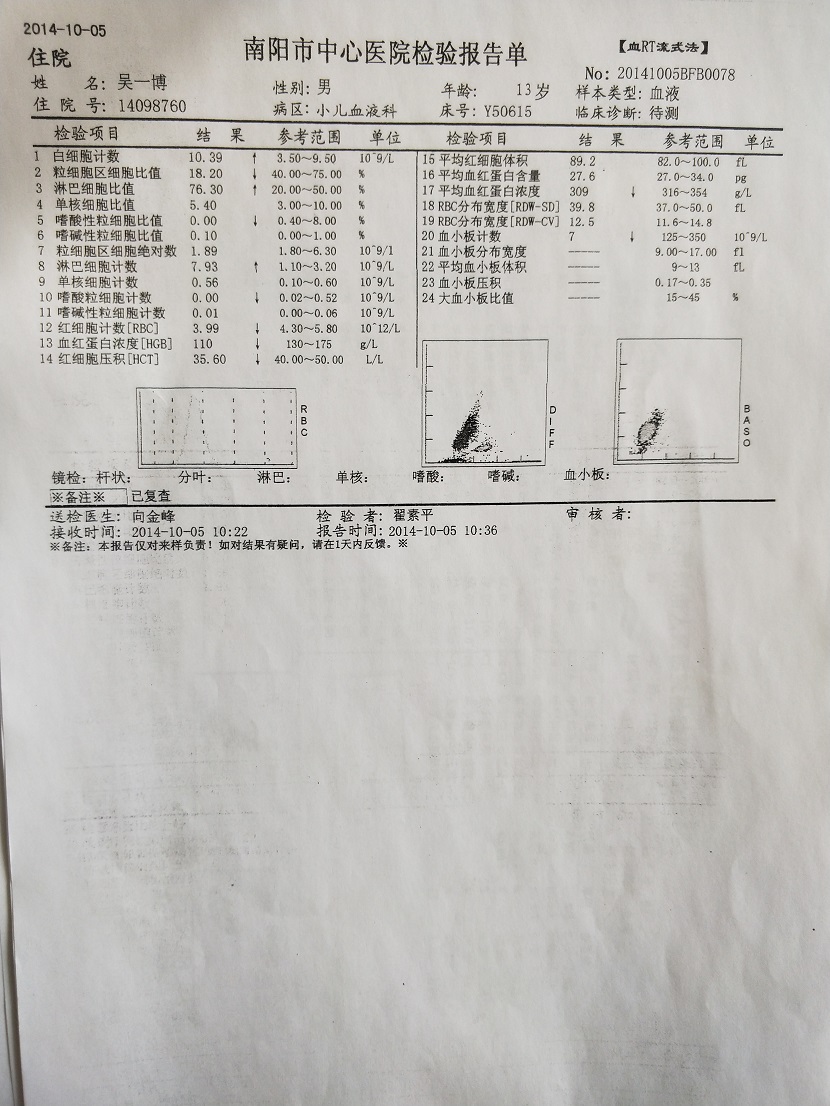 2014-10-05
住院
南阳市中心医院检验报告单
【血RT流式法】
No: 20141005BFB0078
姓 名: 吴一博 性别: 男 年龄: 13岁 样本类型: 血液
住 院 号: 14098760 病区: 小儿血液科 床号: Y50615 临床诊断: 待测
检验项目 结 果 参考范围 单位 检验项目 结 果 参考范围 单位
1 白细胞计数 10.39 ↑ 3.50～9.50 10^9/L 15 平均红细胞体积 89.2 82.0～100.0 fL
2 粒细胞区细胞比值 18.20 ↓ 40.00～75.00 % 16 平均血红蛋白含量 27.6 27.0～34.0 pg
3 淋巴细胞比值 76.30 ↑ 20.00～50.00 % 17 平均血红蛋白浓度 309 ↓ 316～354 g/L
4 单核细胞比值 5.40 3.00～10.00 % 18 RBC分布宽度[RDW-SD] 39.8 37.0～50.0 fL
5 嗜酸性粒细胞比值 0.00 ↓ 0.40～8.00 % 19 RBC分布宽度[RDW-CV] 12.5 11.6～14.8
6 嗜碱性粒细胞比值 0.10 0.00～1.00 % 20 血小板计数 7 ↓ 125～350 10^9/L
7 粒细胞区细胞绝对数 1.89 1.80～6.30 10^9/l 21 血小板分布宽度 ----- 9.00～17.00 fl
8 淋巴细胞计数 7.93 ↑ 1.10～3.20 10^9/L 22 平均血小板体积 ----- 9～13 fL
9 单核细胞计数 0.56 0.10～0.60 10^9/L 23 血小板压积 ----- 0.17～0.35
10 嗜酸粒细胞计数 0.00 ↓ 0.02～0.52 10^9/L 24 大血小板比值 ----- 15～45 %
11 嗜碱性粒细胞计数 0.01 0.00～0.06 10^9/L
12 红细胞计数[RBC] 3.99 ↓ 4.30～5.80 10^12/L
13 血红蛋白浓度[HGB] 110 ↓ 130～175 g/L
14 红细胞压积[HCT] 35.60 ↓ 40.00～50.00 L/L
RBC DIFF BASO
镜检: 杆状: 分叶: 淋巴: 单核: 嗜酸: 嗜碱: 血小板:
※备注※ 已复查
送检医生: 向金峰 检 验 者: 翟素平 审 核 者:
接收时间: 2014-10-05 10:22 报告时间: 2014-10-05 10:36
※备注: 本报告仅对来样负责! 如对结果有疑问, 请在1天内反馈。※